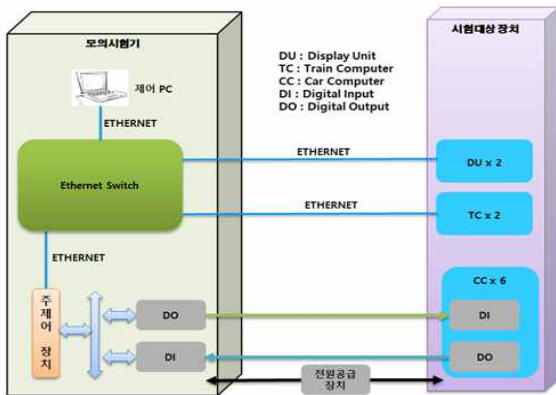 모의시험기
시험대상 장치
DU : Display Unit
TC : Train Computer
CC : Car Computer
DI : Digital Input
DO : Digital Output
제어 PC
ETHERNET
Ethernet Switch
ETHERNET
DU x 2
ETHERNET
TC x 2
ETHERNET
주제어 장치
DO
DI
CC x 6
DI
DO
전원공급
장치